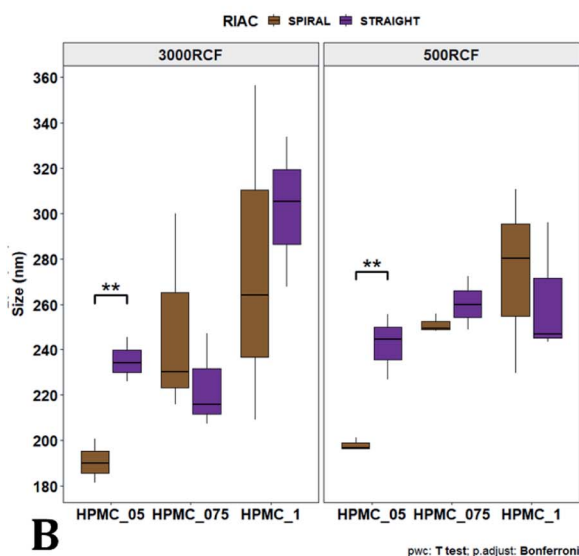 RIAC SPIRAL STRAIGHT
3000RCF 500RCF
360
340
320
300
280
260
240
220
200
180
Size (nm)
** **
HPMC_05 HPMC_075 HPMC_1 HPMC_05 HPMC_075 HPMC_1
B
pwc: T test; p.adjust: Bonferroni